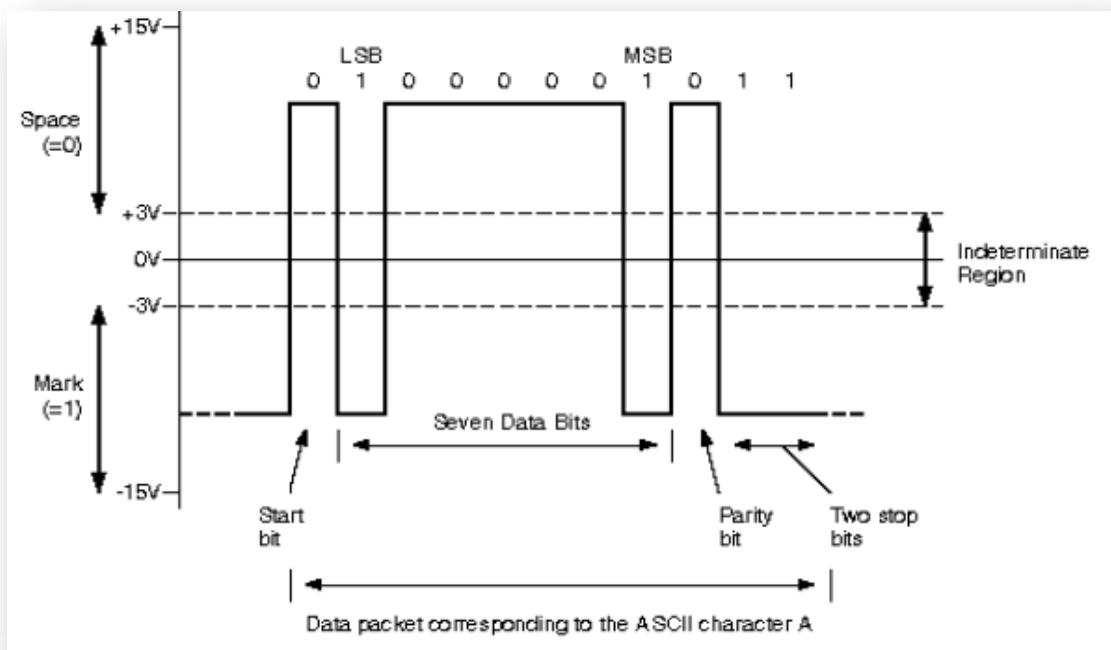 +15V
LSB MSB
0 1 0 0 0 0 0 1 0 1 1
Space
(=0)
+3V
0V
Indeterminate
Region
-3V
Mark
(=1)
Seven Data Bits
-15V
Start
bit
Parity
bit
Two stop
bits
Data packet corresponding to the ASCII character A